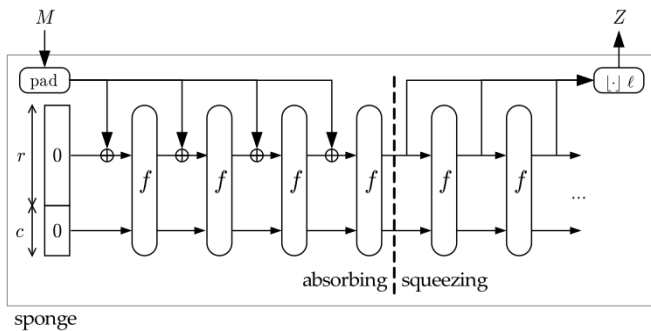 M Z
pad ⌊·⌋ ℓ
r 0 f f f f f f
...
c 0
absorbing squeezing
sponge